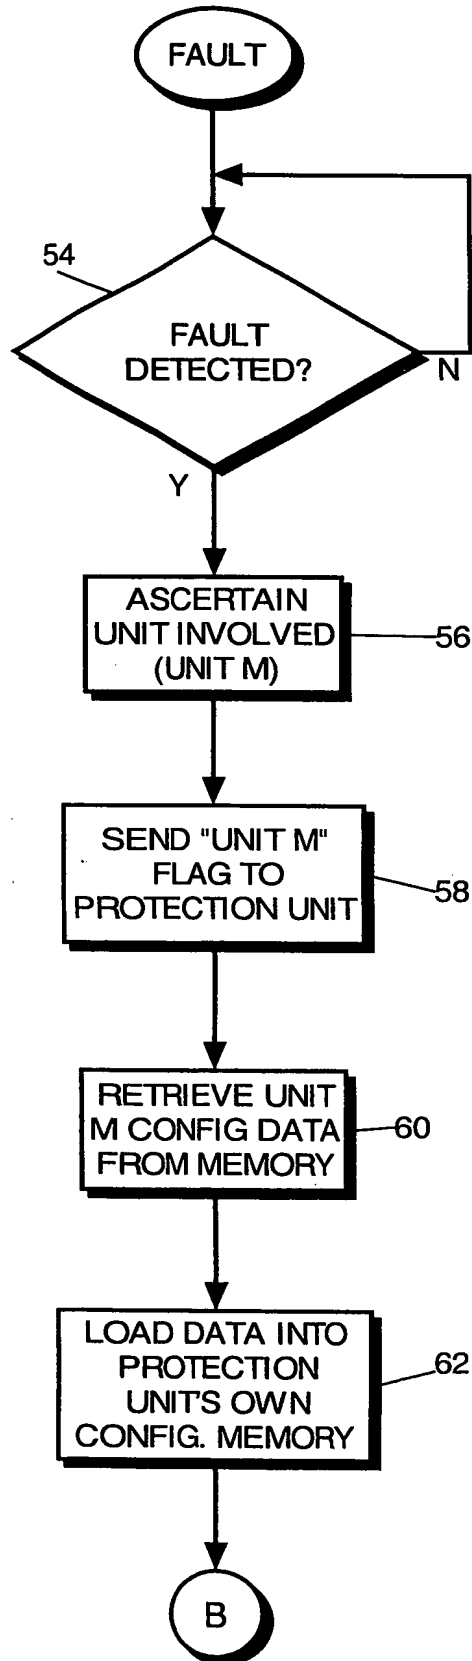 FAULT
54
FAULT
DETECTED?
N
Y
ASCERTAIN
UNIT INVOLVED
(UNIT M)
56
SEND "UNIT M"
FLAG TO
PROTECTION UNIT
58
RETRIEVE UNIT
M CONFIG DATA
FROM MEMORY
60
LOAD DATA INTO
PROTECTION
UNIT'S OWN
CONFIG. MEMORY
62
B